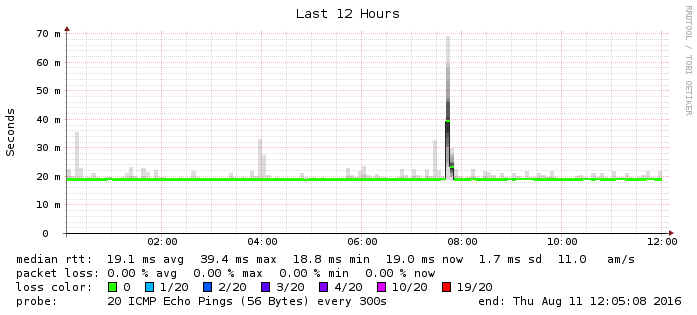 Last 12 Hours
RRDTOOL / TOBI OETIKER
Seconds
70 m
60 m
50 m
40 m
30 m
20 m
10 m
0
02:00 04:00 06:00 08:00 10:00 12:00
median rtt: 19.1 ms avg 39.4 ms max 18.8 ms min 19.0 ms now 1.7 ms sd 11.0 am/s
packet loss: 0.00 % avg 0.00 % max 0.00 % min 0.00 % now
loss color: 0 1/20 2/20 3/20 4/20 10/20 19/20
probe: 20 ICMP Echo Pings (56 Bytes) every 300s end: Thu Aug 11 12:05:08 2016